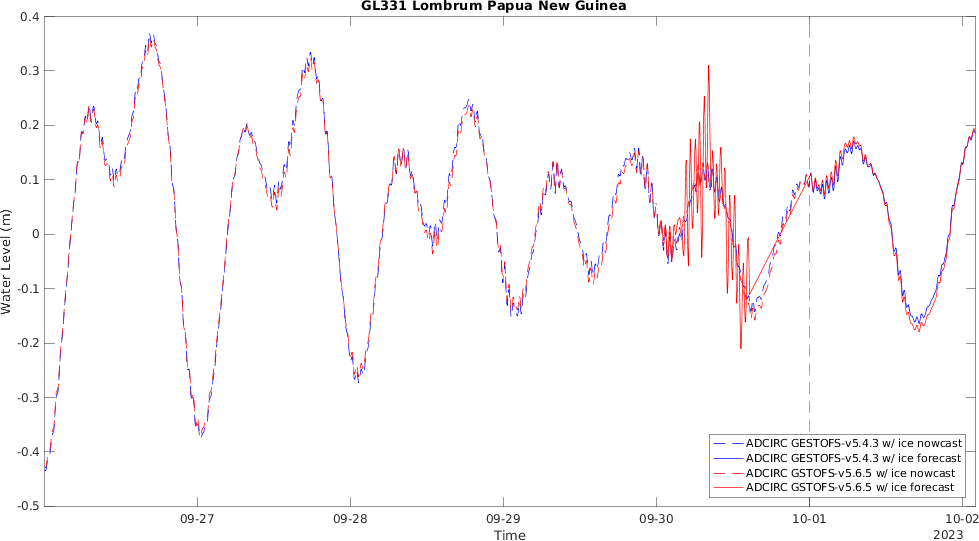 GL331 Lombrum Papua New Guinea
0.4
0.3
0.2
0.1
0
-0.1
-0.2
-0.3
-0.4
-0.5
Water Level (m)
ADCIRC GESTOFS-v5.4.3 w/ ice nowcast
ADCIRC GESTOFS-v5.4.3 w/ ice forecast
ADCIRC GSTOFS-v5.6.5 w/ ice nowcast
ADCIRC GSTOFS-v5.6.5 w/ ice forecast
09-27 09-28 09-29 09-30 10-01 10-02
Time 2023